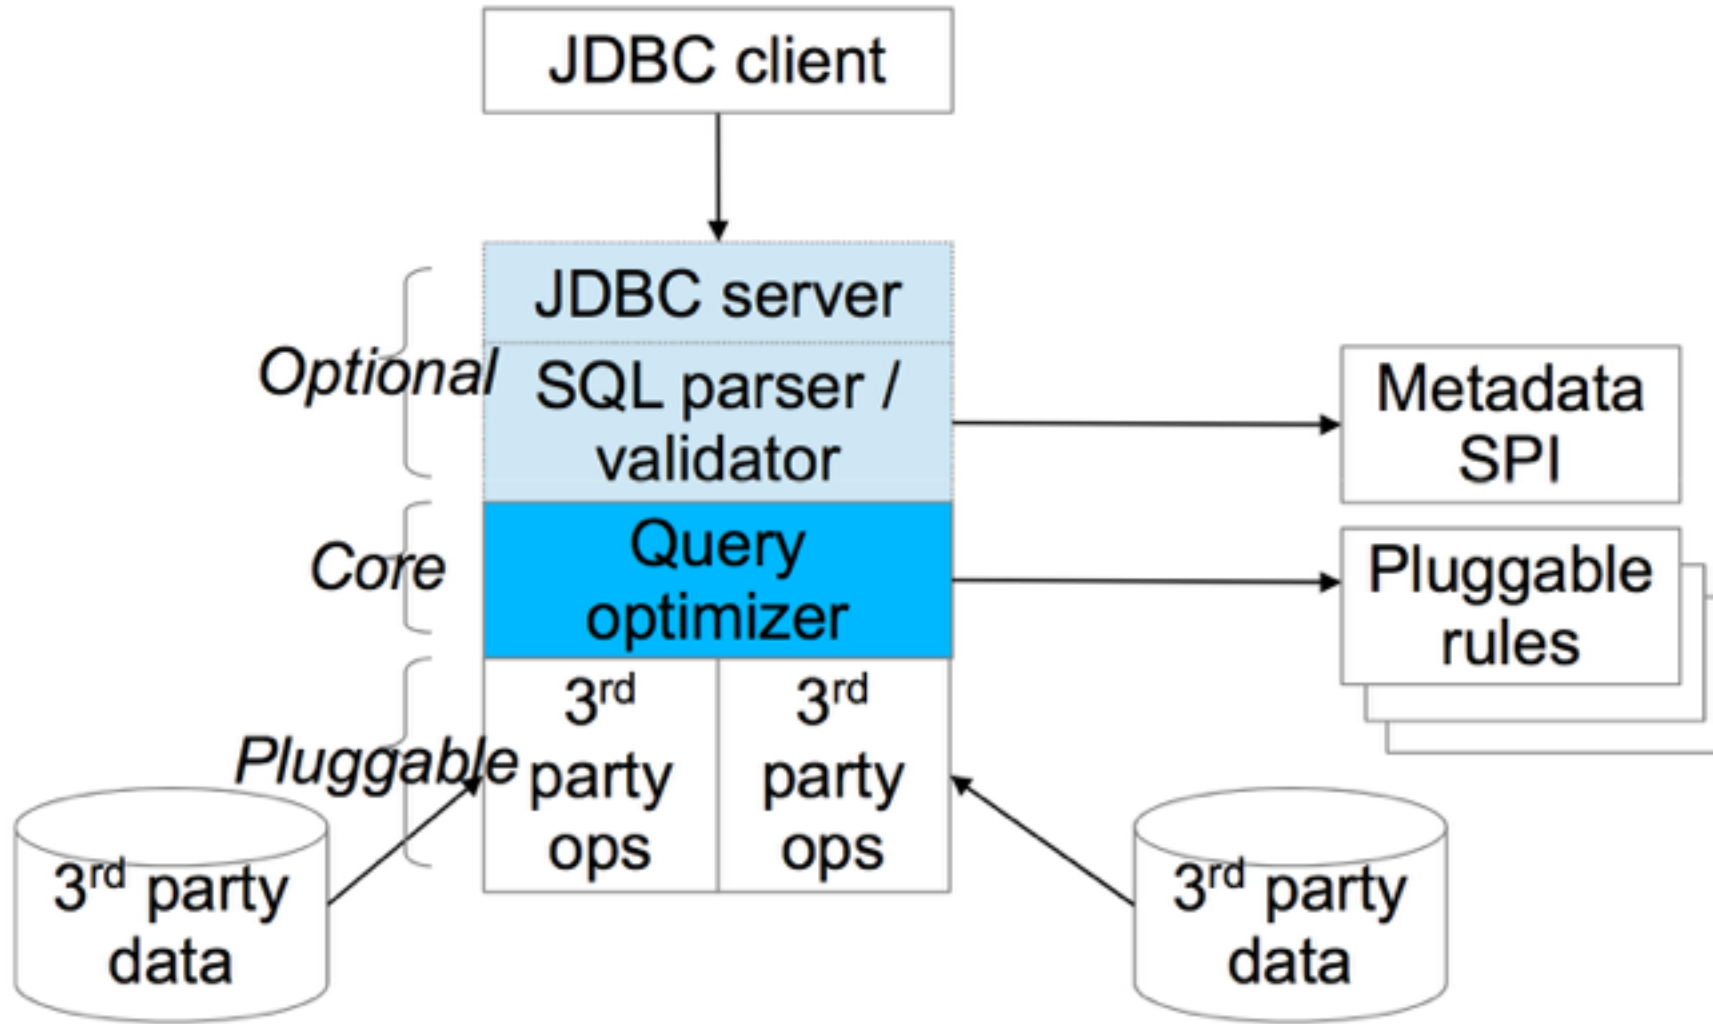 JDBC client
JDBC server
Optional
SQL parser /
validator
Metadata
SPI
Core
Query
optimizer
Pluggable
rules
Pluggable
3rd
party
ops
3rd
party
ops
3rd party
data
3rd party
data